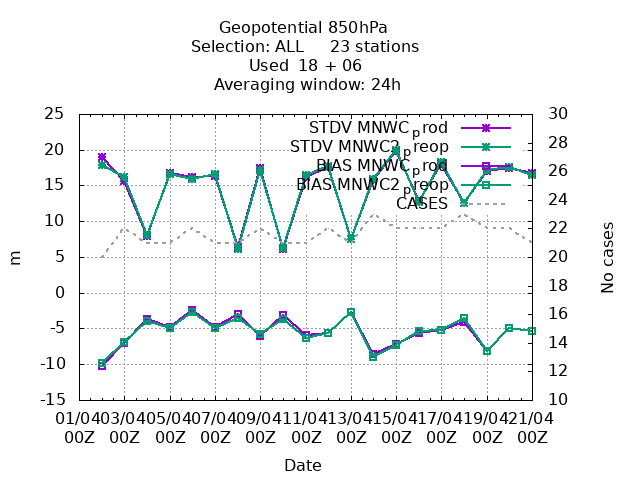 Geopotential 850hPa
Selection: ALL     23 stations
Used  18 + 06
Averaging window: 24h
25 30
20 28
15 26
10 24
5 22
0 20
-5 18
-10 16
-15 14
12
10
m
No cases
STDV MNWC_prod
STDV MNWC2_preop
BIAS MNWC_prod
BIAS MNWC2_preop
CASES
01/04 03/04 05/04 07/04 09/04 11/04 13/04 15/04 17/04 19/04 21/04
00Z 00Z 00Z 00Z 00Z 00Z 00Z 00Z 00Z 00Z 00Z
Date